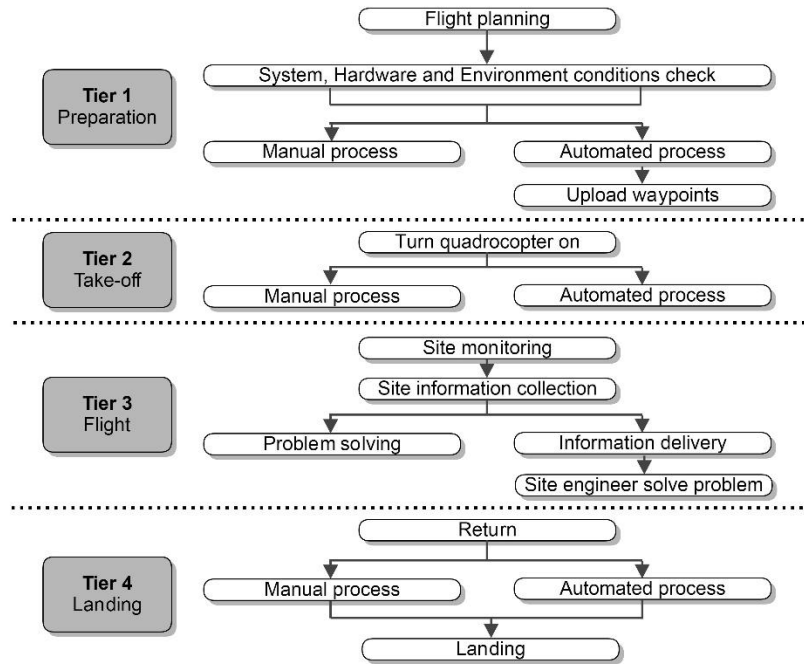 Flight planning
System, Hardware and Environment conditions check
Tier 1
Preparation
Manual process
Automated process
Upload waypoints
Tier 2
Take-off
Turn quadrocopter on
Manual process
Automated process
Tier 3
Flight
Site monitoring
Site information collection
Problem solving
Information delivery
Site engineer solve problem
Tier 4
Landing
Return
Manual process
Automated process
Landing